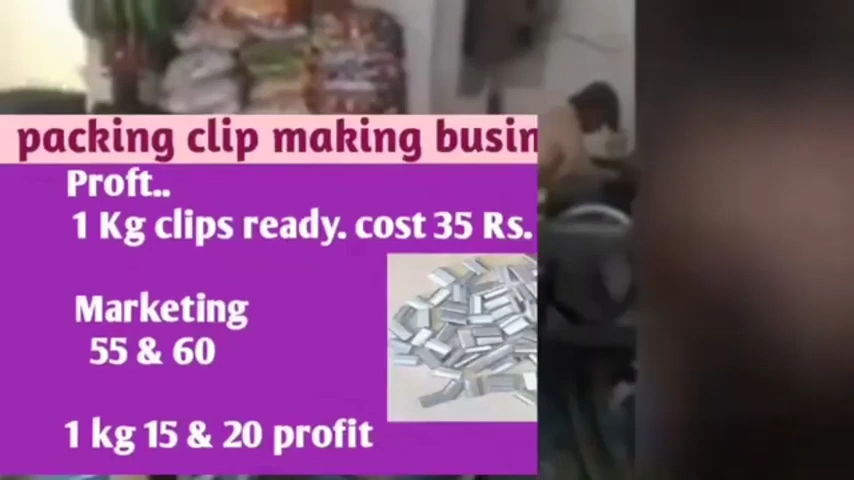 packing clip making busin
Proft..
1 Kg clips ready. cost 35 Rs.
Marketing
55 & 60
1 kg 15 & 20 profit